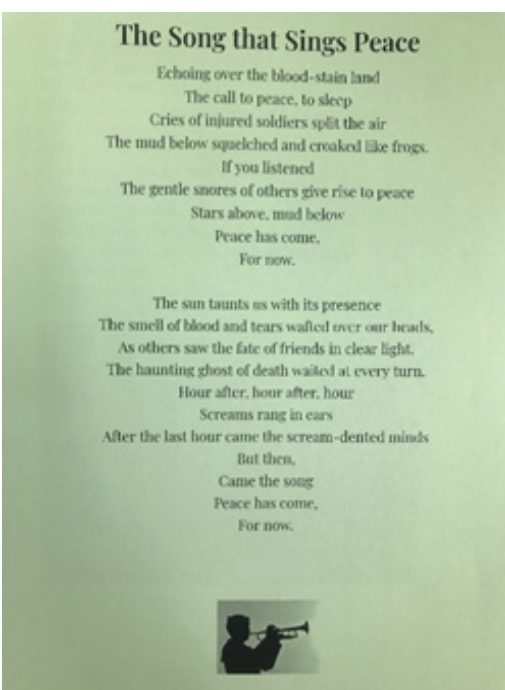 The Song that Sings Peace
Echoing over the blood-stain land
The call to peace, to sleep
Cries of injured soldiers split the air
The mud below squelched and croaked like frogs.
If you listened
The gentle snores of others give rise to peace
Stars above, mud below
Peace has come,
For now.
The sun taunts us with its presence
The smell of blood and tears wafted over our heads,
As others saw the fate of friends in clear light.
The haunting ghost of death waited at every turn.
Hour after, hour after, hour
Screams rang in ears
After the last hour came the scream-dented minds
But then,
Came the song
Peace has come,
For now.